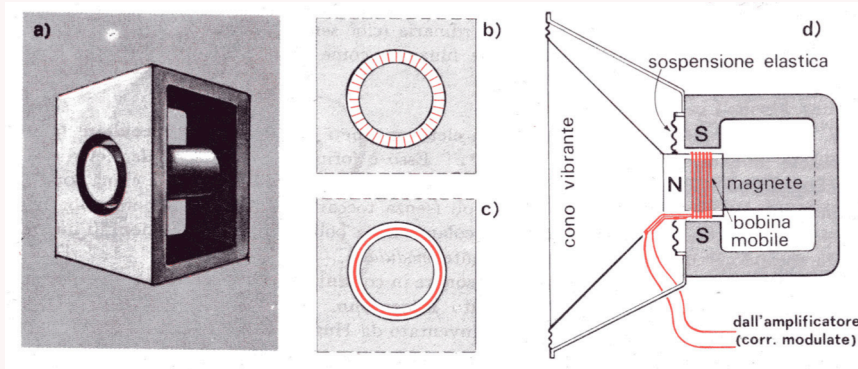 a)
b)
c)
d)
sospensione elastica
cono vibrante
S
N
magnete
bobina
mobile
S
dall'amplificatore
(corr. modulate)